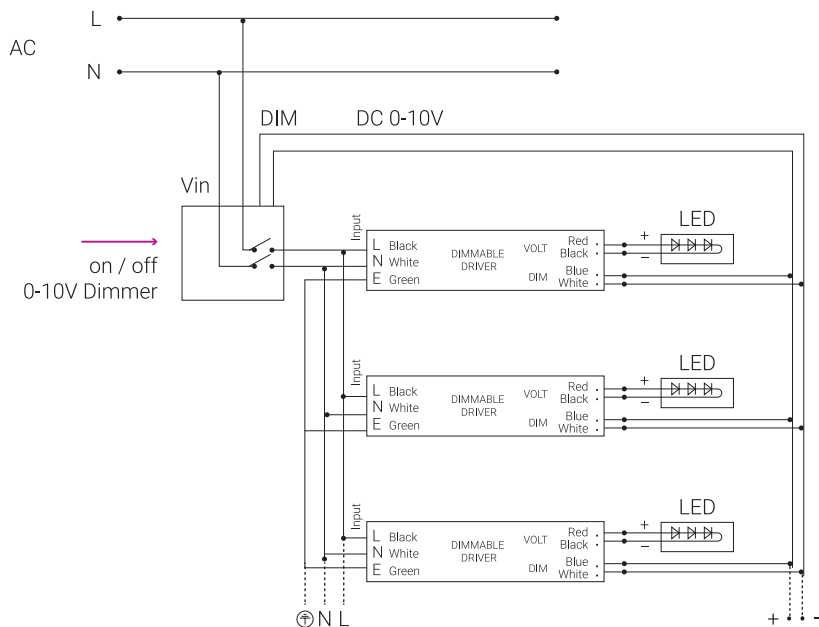 L
AC
N
DIM
DC 0-10V
Vin
on / off
0-10V Dimmer
Input
L Black
N White
E Green
DIMMABLE
DRIVER
VOLT
DIM
Red
Black
Blue
White
+
−
LED
Input
L Black
N White
E Green
DIMMABLE
DRIVER
VOLT
DIM
Red
Black
Blue
White
+
−
LED
Input
L Black
N White
E Green
DIMMABLE
DRIVER
VOLT
DIM
Red
Black
Blue
White
+
−
LED
N L
+ -